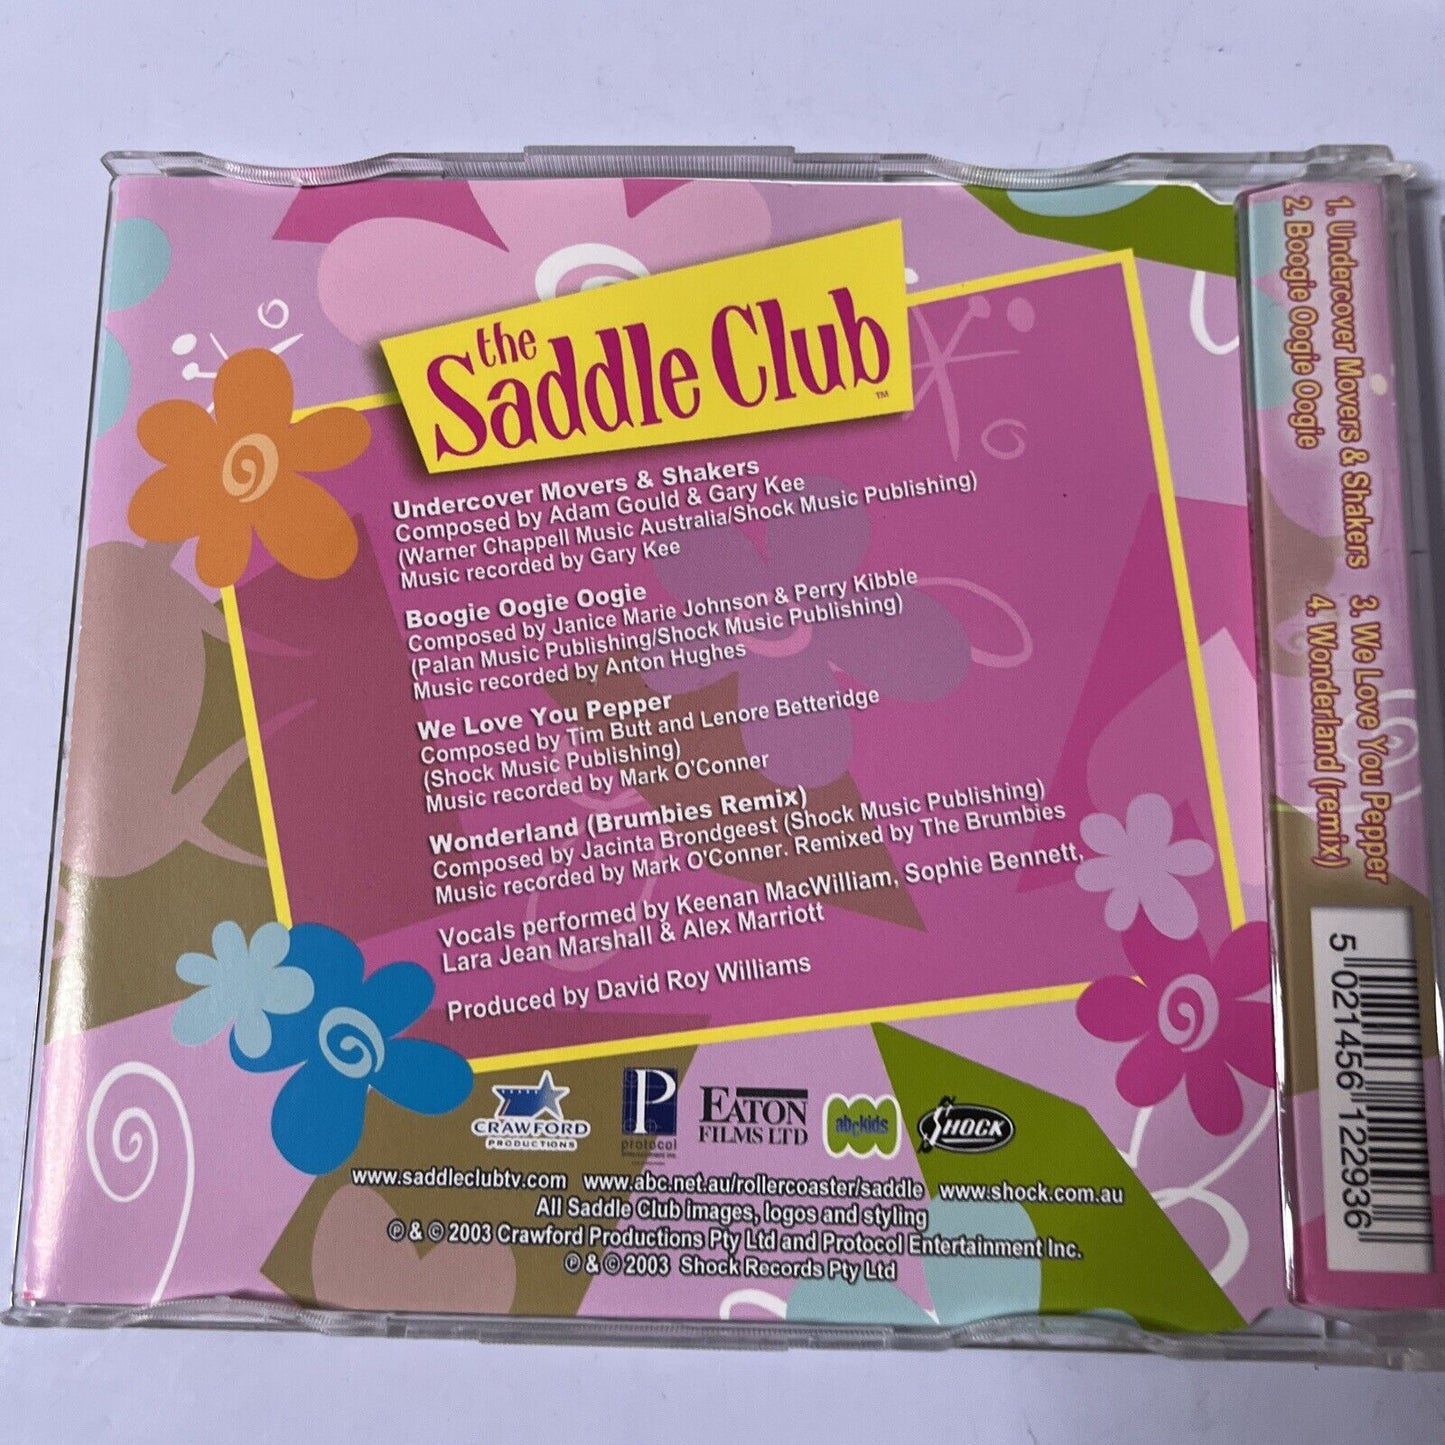 the
Saddle Club
™
Undercover Movers & Shakers
Composed by Adam Gould & Gary Kee
(Warner Chappell Music Australia/Shock Music Publishing)
Music recorded by Gary Kee
Boogie Oogie Oogie
Composed by Janice Marie Johnson & Perry Kibble
(Palan Music Publishing/Shock Music Publishing)
Music recorded by Anton Hughes
We Love You Pepper
Composed by Tim Butt and Lenore Betteridge
(Shock Music Publishing)
Music recorded by Mark O'Conner
Wonderland (Brumbies Remix)
Composed by Jacinta Brondgeest (Shock Music Publishing)
Music recorded by Mark O'Conner. Remixed by The Brumbies
Vocals performed by Keenan MacWilliam, Sophie Bennett,
Lara Jean Marshall & Alex Marriott
Produced by David Roy Williams
CRAWFORD
PRODUCTIONS
P
protocol
entertainment inc.
EATON
FILMS LTD
abckids
SHOCK
www.saddleclubtv.com www.abc.net.au/rollercoaster/saddle www.shock.com.au
All Saddle Club images, logos and styling
℗ & © 2003 Crawford Productions Pty Ltd and Protocol Entertainment Inc.
℗ & © 2003 Shock Records Pty Ltd
1. Undercover Movers & Shakers 3. We Love You Pepper
2. Boogie Oogie Oogie 4. Wonderland (remix)
5 021456 122936